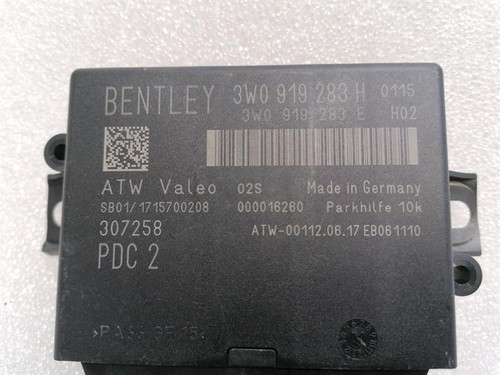 BENTLEY 3W0 919 283 H 0115
3W0 919 283 E H02
ATW Valeo 02S Made in Germany
SB01/1715700208 000016260 Parkhilfe 10k
307258 ATW-00112.06.17 EB061110
PDC 2